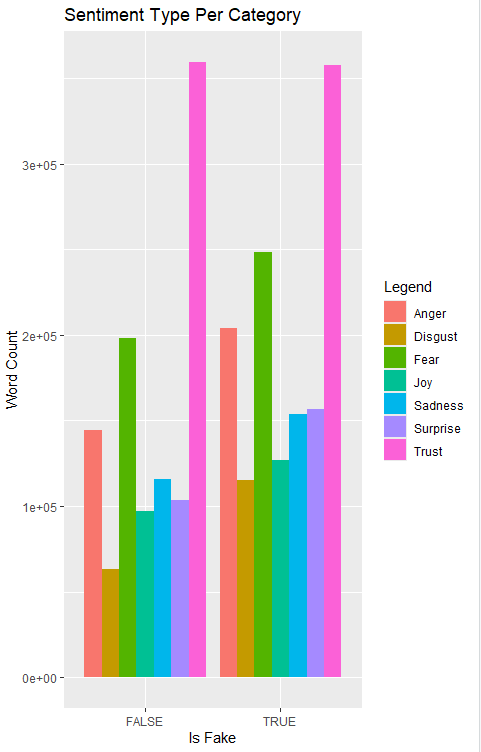 Sentiment Type Per Category
Word Count
3e+05
2e+05
1e+05
0e+00
FALSE
TRUE
Is Fake
Legend
Anger
Disgust
Fear
Joy
Sadness
Surprise
Trust